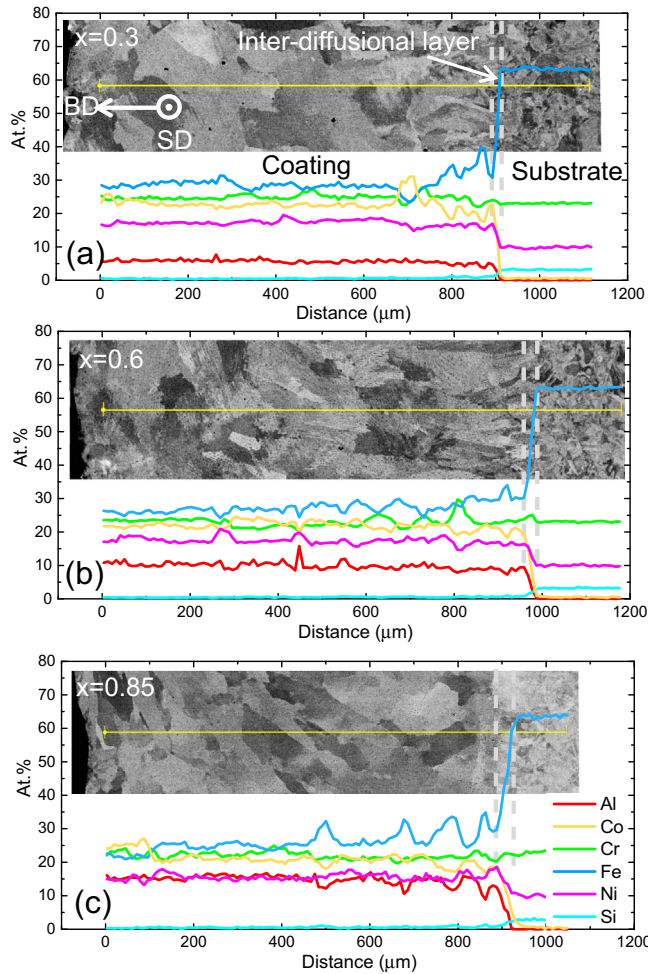 80
70
60
50
40
30
20
10
0
At.%
x=0.3
Inter-diffusional layer
BD
SD
Coating
Substrate
(a)
0 200 400 600 800 1000 1200
Distance (μm)
80
70
60
50
40
30
20
10
0
At.%
x=0.6
(b)
0 200 400 600 800 1000 1200
Distance (μm)
80
70
60
50
40
30
20
10
0
At.%
x=0.85
Al
Co
Cr
Fe
Ni
Si
(c)
0 200 400 600 800 1000 1200
Distance (μm)